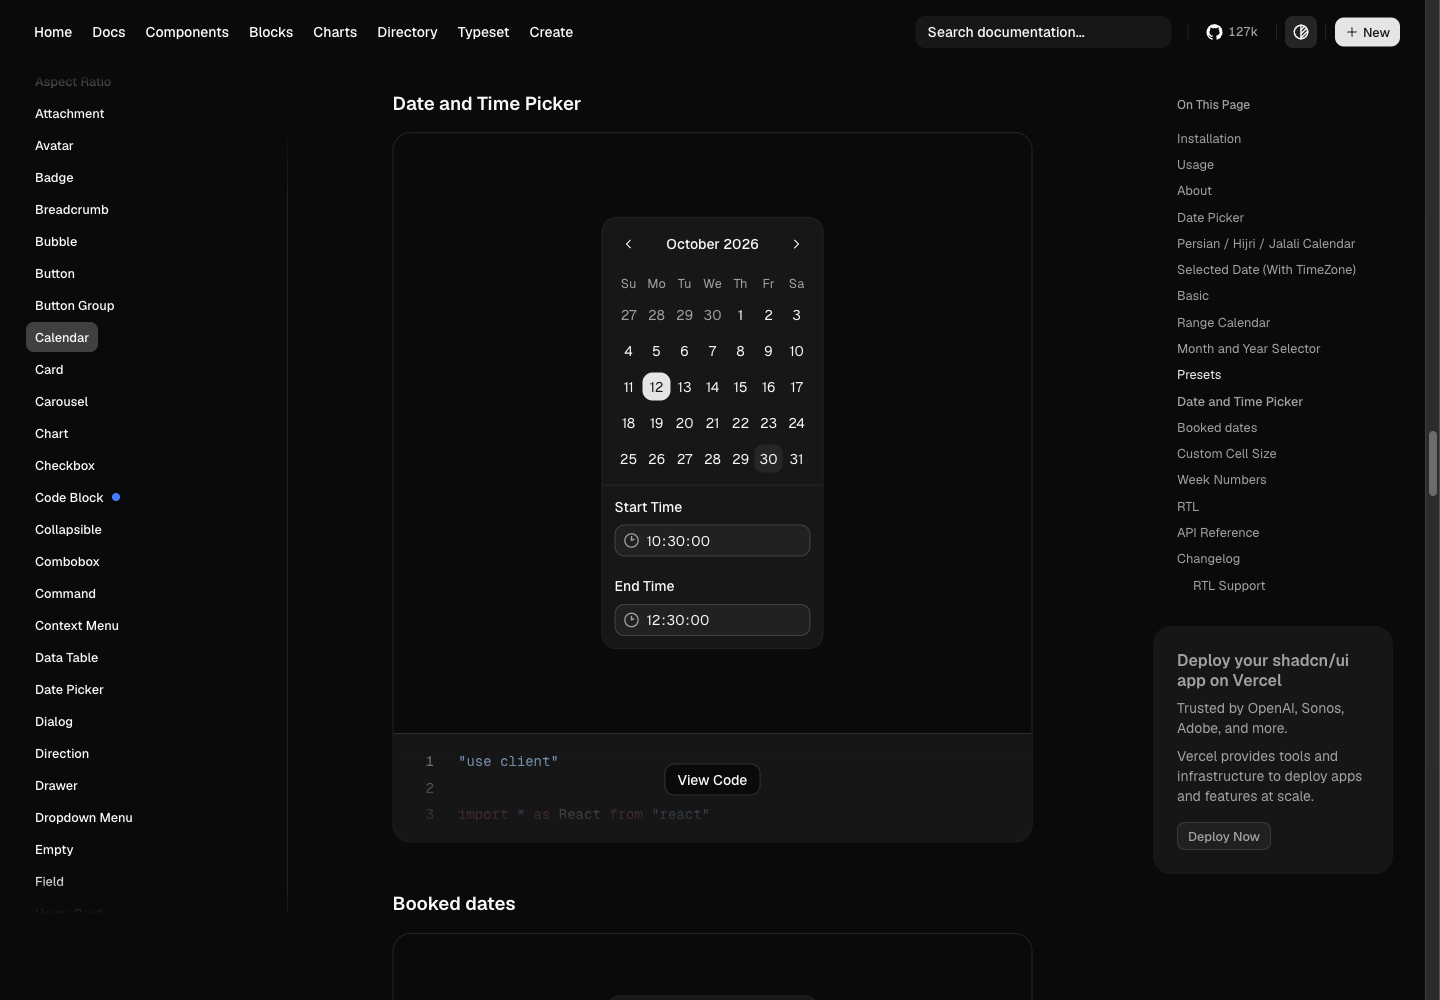 Home Docs Components Blocks Charts Directory Typeset Create
Search documentation...
127k
New
Aspect Ratio
Attachment
Avatar
Badge
Breadcrumb
Bubble
Button
Button Group
Calendar
Card
Carousel
Chart
Checkbox
Code Block
Collapsible
Combobox
Command
Context Menu
Data Table
Date Picker
Dialog
Direction
Drawer
Dropdown Menu
Empty
Field
Date and Time Picker
October 2026
Su Mo Tu We Th Fr Sa
27 28 29 30 1 2 3
4 5 6 7 8 9 10
11 12 13 14 15 16 17
18 19 20 21 22 23 24
25 26 27 28 29 30 31
Start Time
10:30:00
End Time
12:30:00
1 "use client"
2
3 import * as React from "react"
View Code
Booked dates
On This Page
Installation
Usage
About
Date Picker
Persian / Hijri / Jalali Calendar
Selected Date (With TimeZone)
Basic
Range Calendar
Month and Year Selector
Presets
Date and Time Picker
Booked dates
Custom Cell Size
Week Numbers
RTL
API Reference
Changelog
RTL Support
Deploy your shadcn/ui
app on Vercel
Trusted by OpenAI, Sonos,
Adobe, and more.
Vercel provides tools and
infrastructure to deploy apps
and features at scale.
Deploy Now